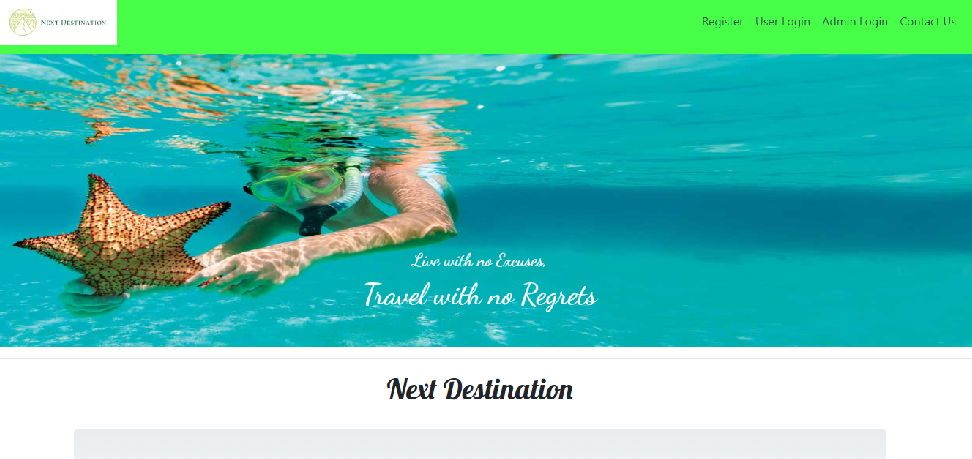 NEXT DESTINATION
Register
User Login
Admin Login
Contact Us
Live with no Excuses,
Travel with no Regrets
Next Destination